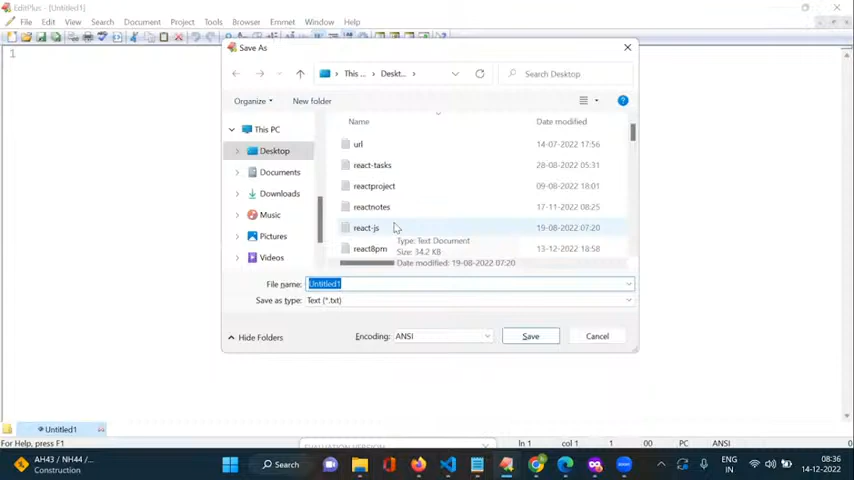 EditPlus - [Untitled1]
File Edit View Search Document Project Tools Browser Emmet Window Help
1
Save As
This ... › Deskt... ›
Search Desktop
Organize
New folder
Name
Date modified
This PC
Desktop
Documents
Downloads
Music
Pictures
Videos
url 14-07-2022 17:56
react-tasks 28-08-2022 05:31
reactproject 09-08-2022 18:01
reactnotes 17-11-2022 08:25
react-js 19-08-2022 07:20
react8pm 13-12-2022 18:58
Type: Text Document
Size: 34.2 KB
Date modified: 19-08-2022 07:20
File name: Untitled1
Save as type: Text (*.txt)
Hide Folders
Encoding: ANSI
Save
Cancel
Untitled1
For Help, press F1
EVALUATION VERSION
ln 1 col 1 1 00 PC ANSI 0
AH43 / NH44 /...
Construction
Search
ENG
IN
08:36
14-12-2022